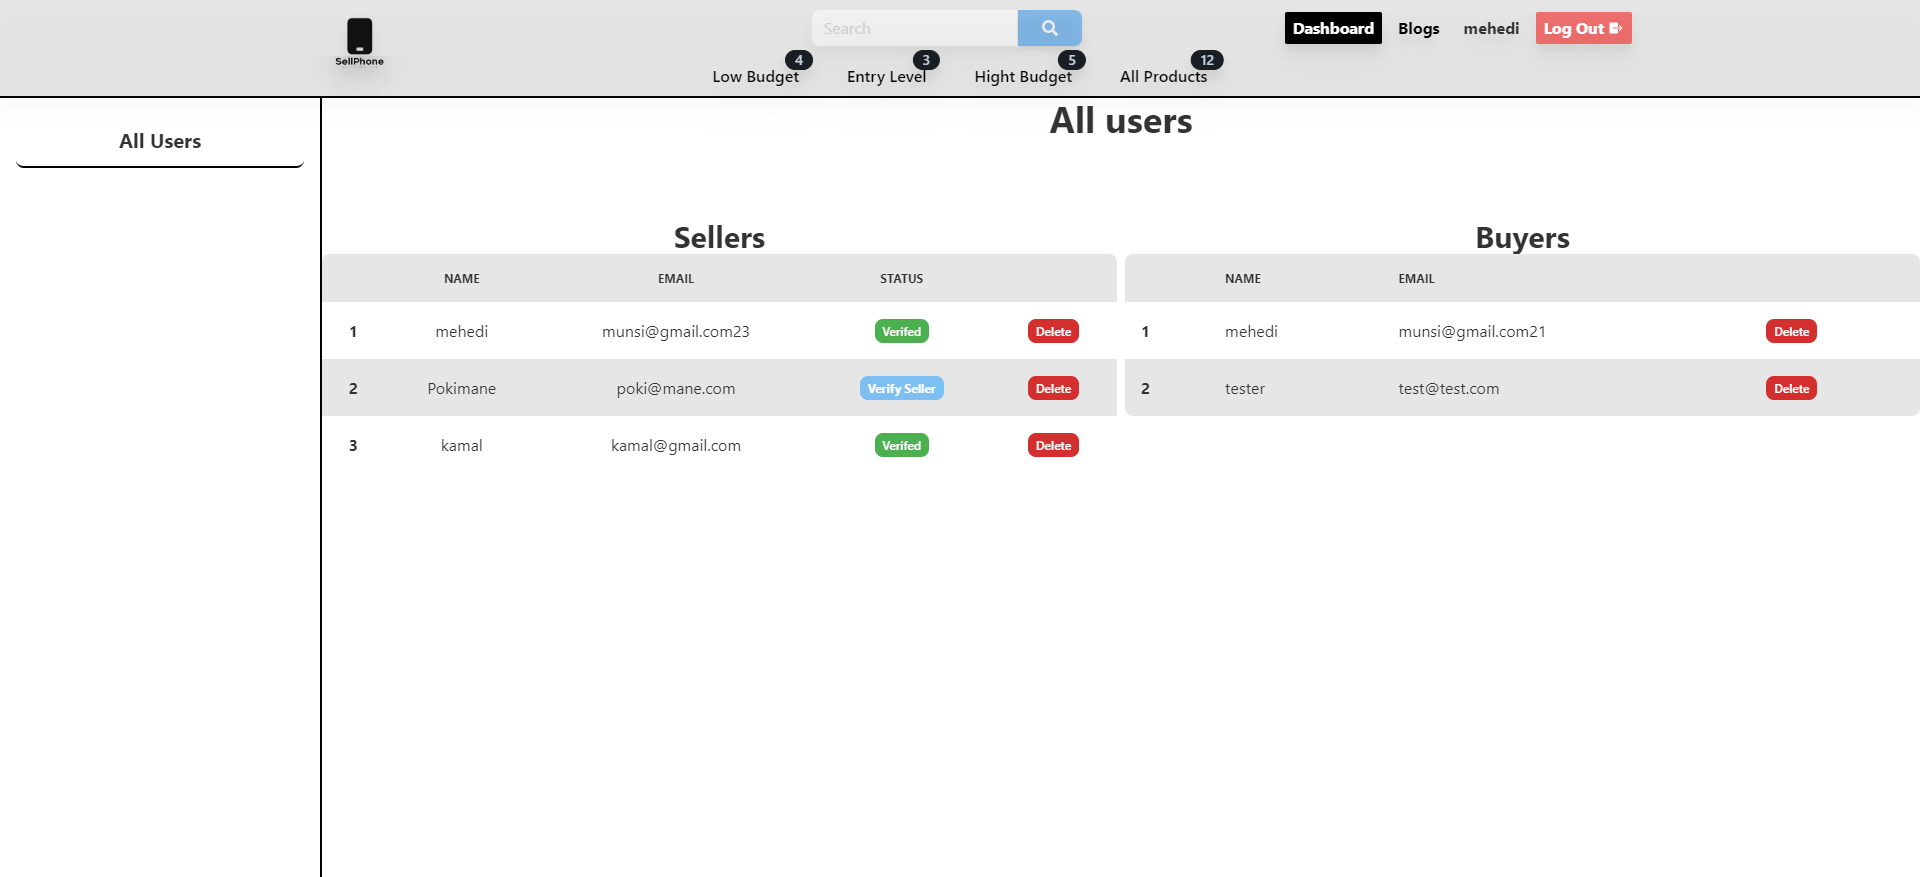 SellPhone
Search
Dashboard Blogs mehedi Log Out
Low Budget 4 Entry Level 3 Hight Budget 5 All Products 12
All Users
All users
Sellers
NAME EMAIL STATUS
1 mehedi munsi@gmail.com23 Verifed Delete
2 Pokimane poki@mane.com Verify Seller Delete
3 kamal kamal@gmail.com Verifed Delete
Buyers
NAME EMAIL
1 mehedi munsi@gmail.com21 Delete
2 tester test@test.com Delete